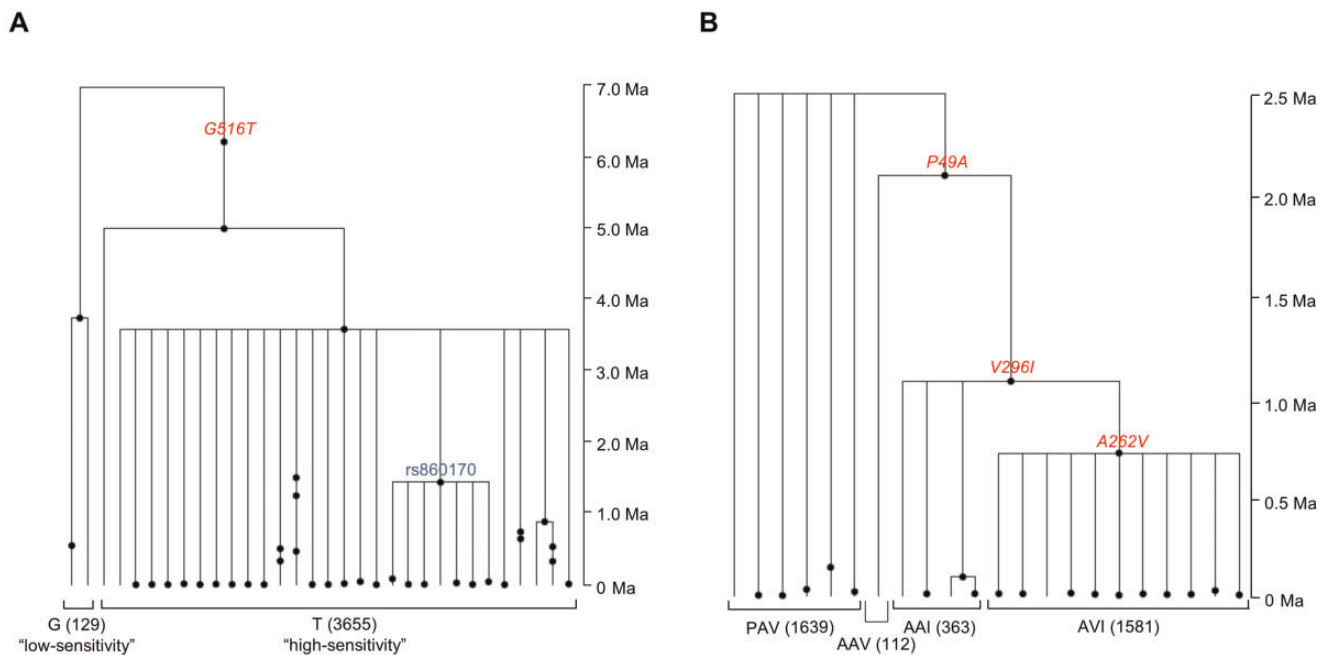 A
7.0 Ma
G516T
6.0 Ma
5.0 Ma
4.0 Ma
3.0 Ma
2.0 Ma
rs860170
1.0 Ma
0 Ma
G (129)
"low-sensitivity"
T (3655)
"high-sensitivity"
B
2.5 Ma
P49A
2.0 Ma
1.5 Ma
V296I
1.0 Ma
A262V
0.5 Ma
0 Ma
PAV (1639)
AAV (112)
AAI (363)
AVI (1581)